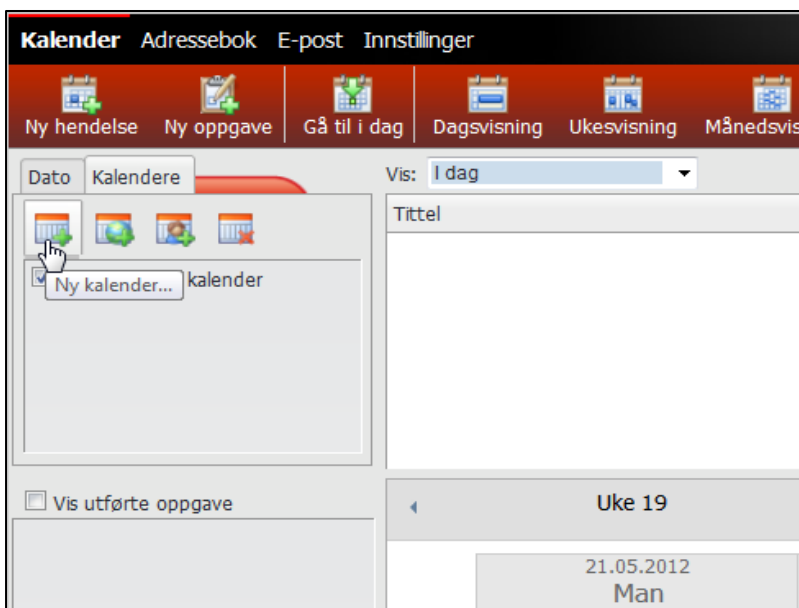 Kalender Adressebok E-post Innstillinger
Ny hendelse Ny oppgave Gå til i dag Dagsvisning Ukesvisning Månedsvis
Dato Kalendere
Vis: I dag
Tittel
Ny kalender... kalender
Vis utførte oppgave
Uke 19
21.05.2012
Man